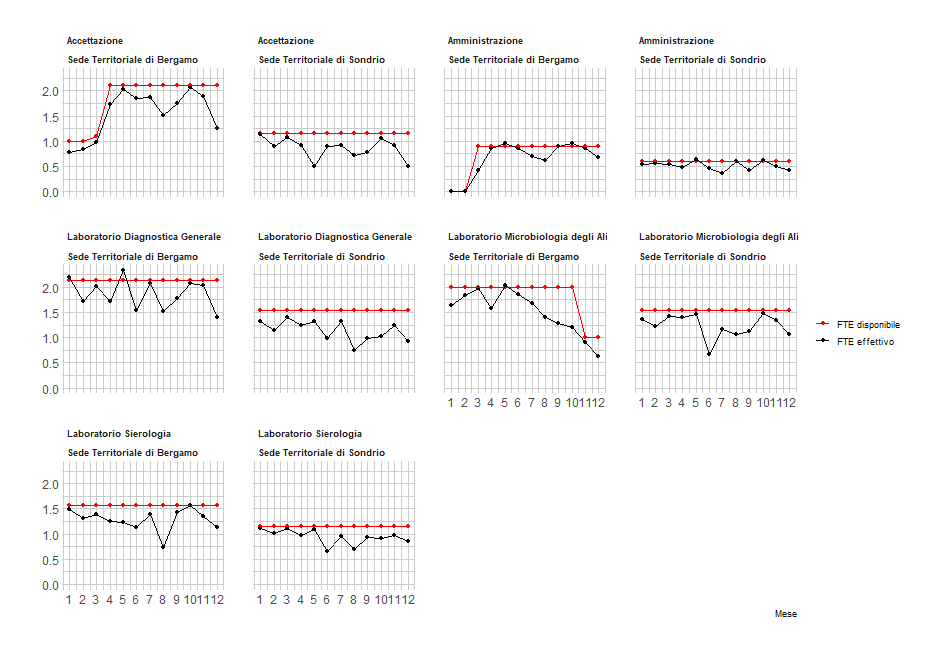 Accettazione
Sede Territoriale di Bergamo
Accettazione
Sede Territoriale di Sondrio
Amministrazione
Sede Territoriale di Bergamo
Amministrazione
Sede Territoriale di Sondrio
2.0
1.5
1.0
0.5
0.0
Laboratorio Diagnostica Generale
Sede Territoriale di Bergamo
Laboratorio Diagnostica Generale
Sede Territoriale di Sondrio
Laboratorio Microbiologia degli Ali
Sede Territoriale di Bergamo
Laboratorio Microbiologia degli Ali
Sede Territoriale di Sondrio
2.0
1.5
1.0
0.5
0.0
1 2 3 4 5 6 7 8 9 10 11 12
1 2 3 4 5 6 7 8 9 10 11 12
FTE disponibile
FTE effettivo
Laboratorio Sierologia
Sede Territoriale di Bergamo
Laboratorio Sierologia
Sede Territoriale di Sondrio
2.0
1.5
1.0
0.5
0.0
1 2 3 4 5 6 7 8 9 10 11 12
1 2 3 4 5 6 7 8 9 10 11 12
Mese